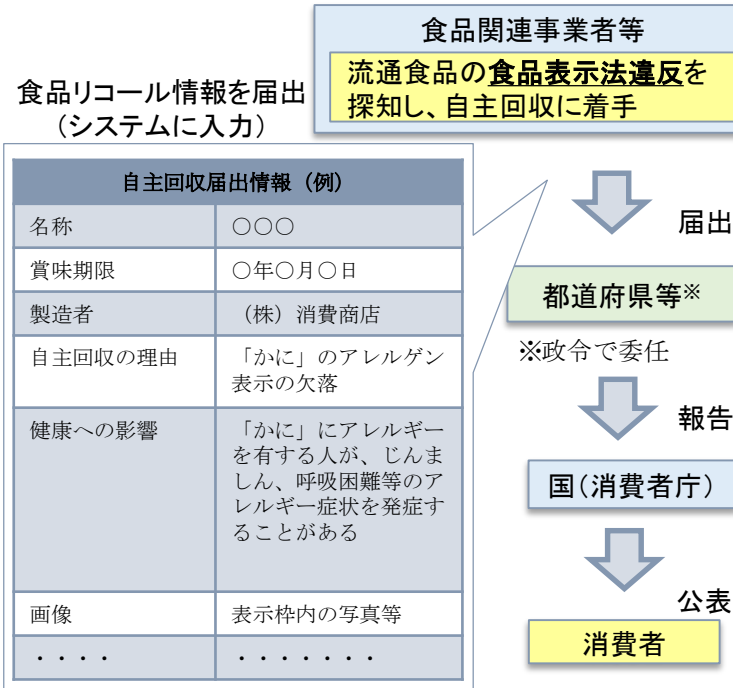 食品関連事業者等
流通食品の食品表示法違反を
探知し、自主回収に着手
食品リコール情報を届出
(システムに入力)
自主回収届出情報（例）
名称 ○○○
賞味期限 ○年○月○日
製造者 （株）消費商店
自主回収の理由 「かに」のアレルゲン
表示の欠落
健康への影響 「かに」にアレルギー
を有する人が、じんま
しん、呼吸困難等のア
レルギー症状を発症す
ることがある
画像 表示枠内の写真等
・・・・ ・・・・・・・
届出
都道府県等※
※政令で委任
報告
国(消費者庁)
公表
消費者